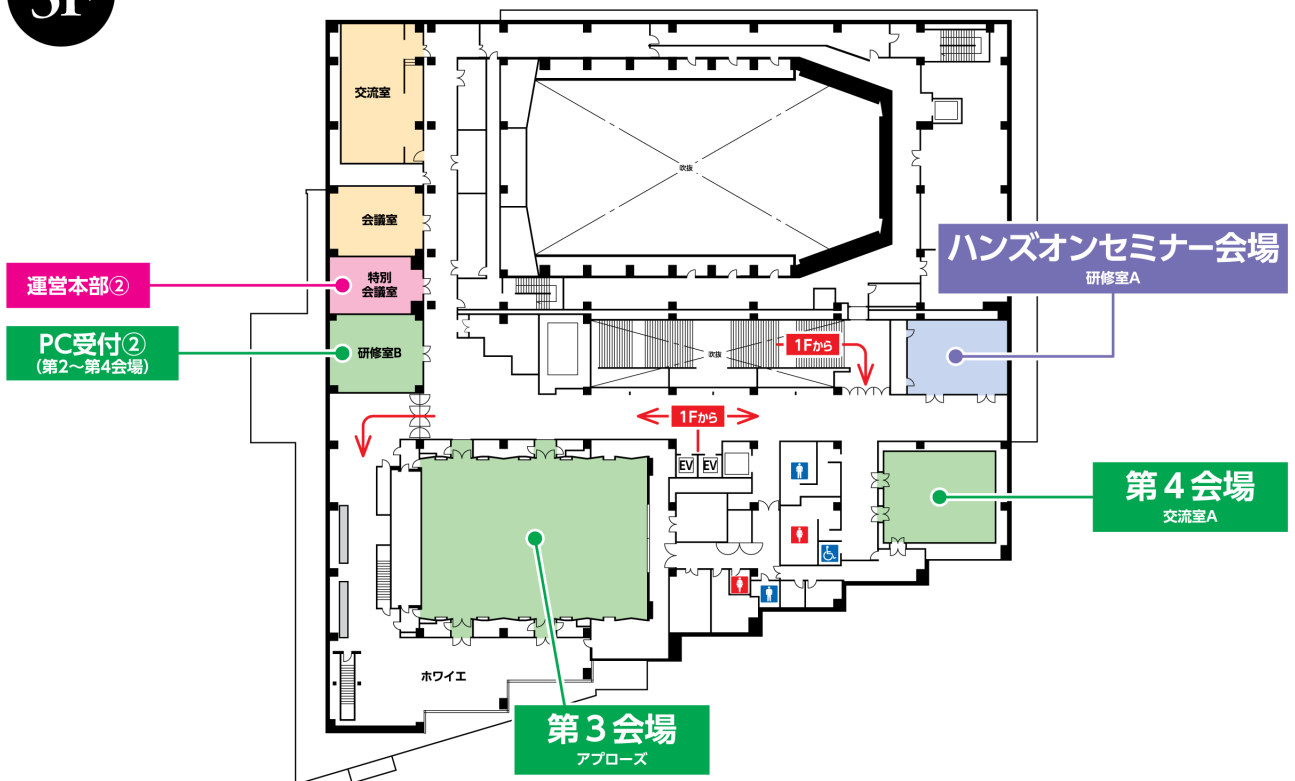 交流室
吹抜
会議室
ハンズオンセミナー会場
研修室A
運営本部②
特別
会議室
PC受付②
(第2～第4会場)
研修室B
吹抜
1Fから
1Fから
EV
EV
第4会場
交流室A
第3会場
アプローズ
ホワイエ